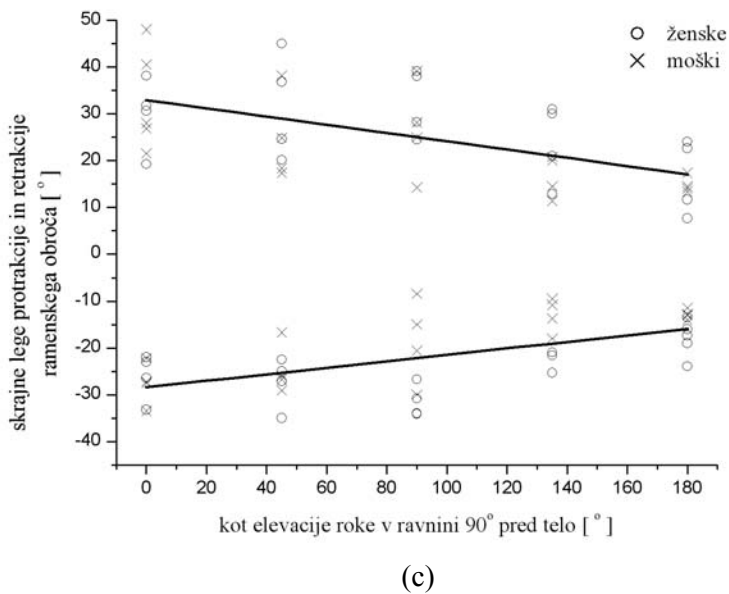 ženske
moški
skrajne lege protrakcije in retrakcije
ramenskega obroča [ ° ]
50
40
30
20
10
0
-10
-20
-30
-40
0 20 40 60 80 100 120 140 160 180
kot elevacije roke v ravnini 90° pred telo [ ° ]
(c)